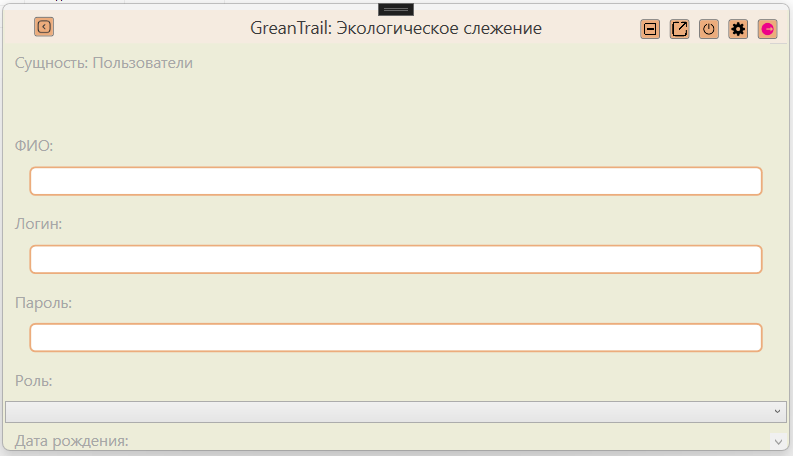 GreanTrail: Экологическое слежение
Сущность: Пользователи
ФИО:
Логин:
Пароль:
Роль:
Дата рождения: